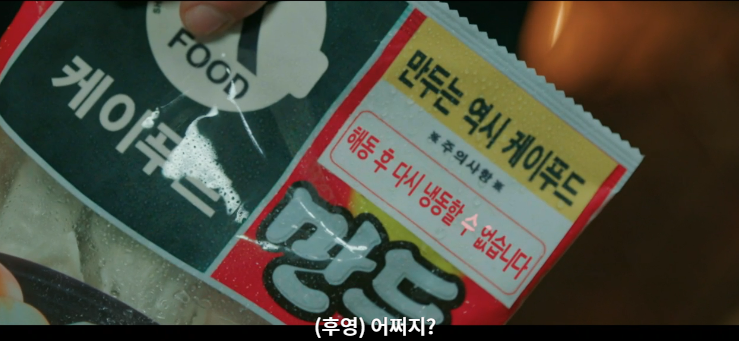 FOOD
케이푸드
만두는 역시 케이푸드
※주의사항※
해동 후 다시 냉동할 수 없습니다
만두
(후영) 어쩌지?